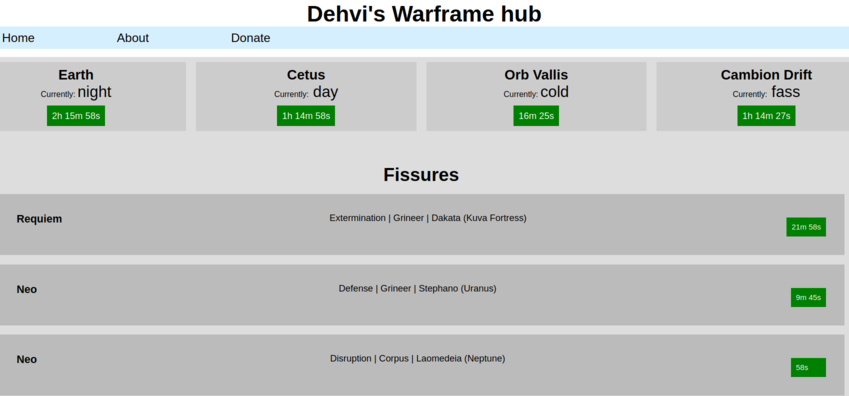 Dehvi's Warframe hub
Home About Donate
Earth
Currently: night
2h 15m 58s
Cetus
Currently: day
1h 14m 58s
Orb Vallis
Currently: cold
16m 25s
Cambion Drift
Currently: fass
1h 14m 27s
Fissures
Requiem Extermination | Grineer | Dakata (Kuva Fortress) 21m 58s
Neo Defense | Grineer | Stephano (Uranus) 9m 45s
Neo Disruption | Corpus | Laomedeia (Neptune) 58s